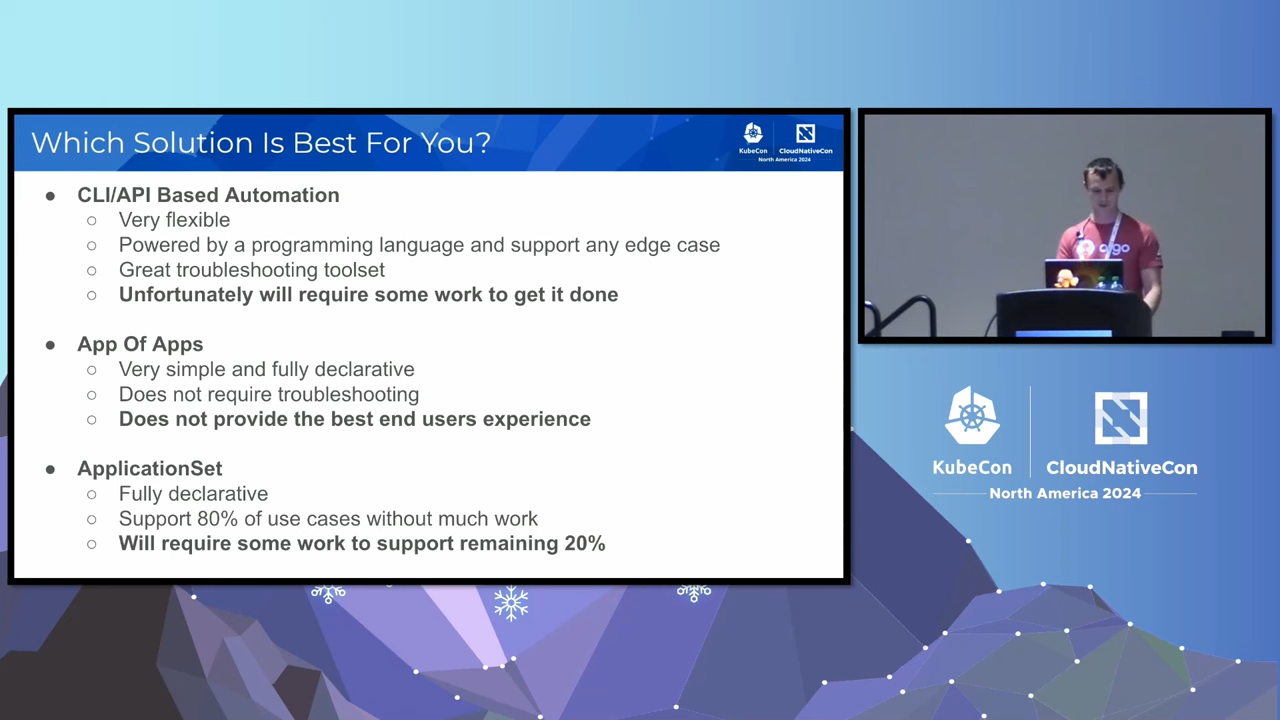 Which Solution Is Best For You?
KubeCon
CloudNativeCon
North America 2024
● CLI/API Based Automation
○ Very flexible
○ Powered by a programming language and support any edge case
○ Great troubleshooting toolset
○ Unfortunately will require some work to get it done
● App Of Apps
○ Very simple and fully declarative
○ Does not require troubleshooting
○ Does not provide the best end users experience
● ApplicationSet
○ Fully declarative
○ Support 80% of use cases without much work
○ Will require some work to support remaining 20%
argo
KubeCon
CloudNativeCon
North America 2024